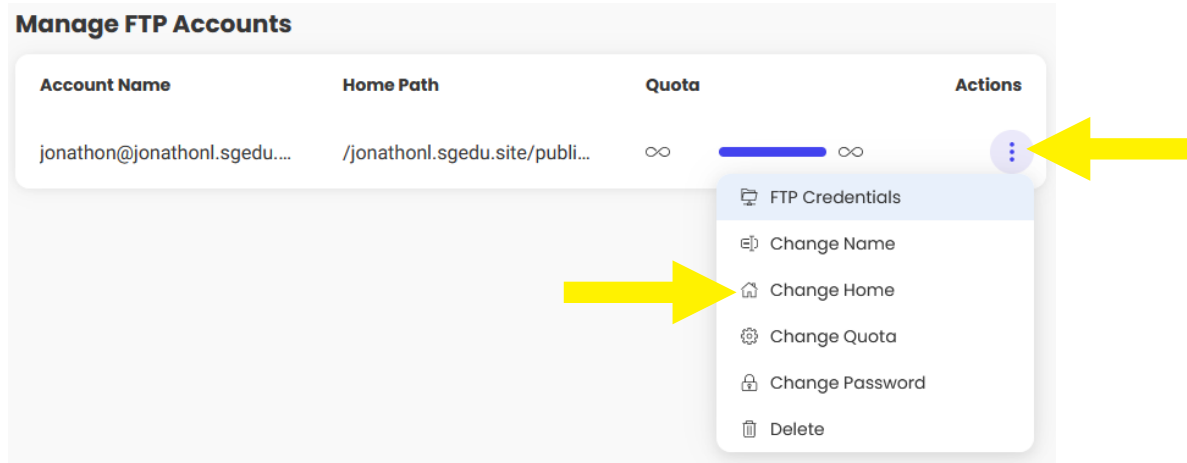 Manage FTP Accounts
Account Name Home Path Quota Actions
jonathon@jonathonl.sgedu.... /jonathonl.sgedu.site/publi... ∞ ∞
FTP Credentials
Change Name
Change Home
Change Quota
Change Password
Delete